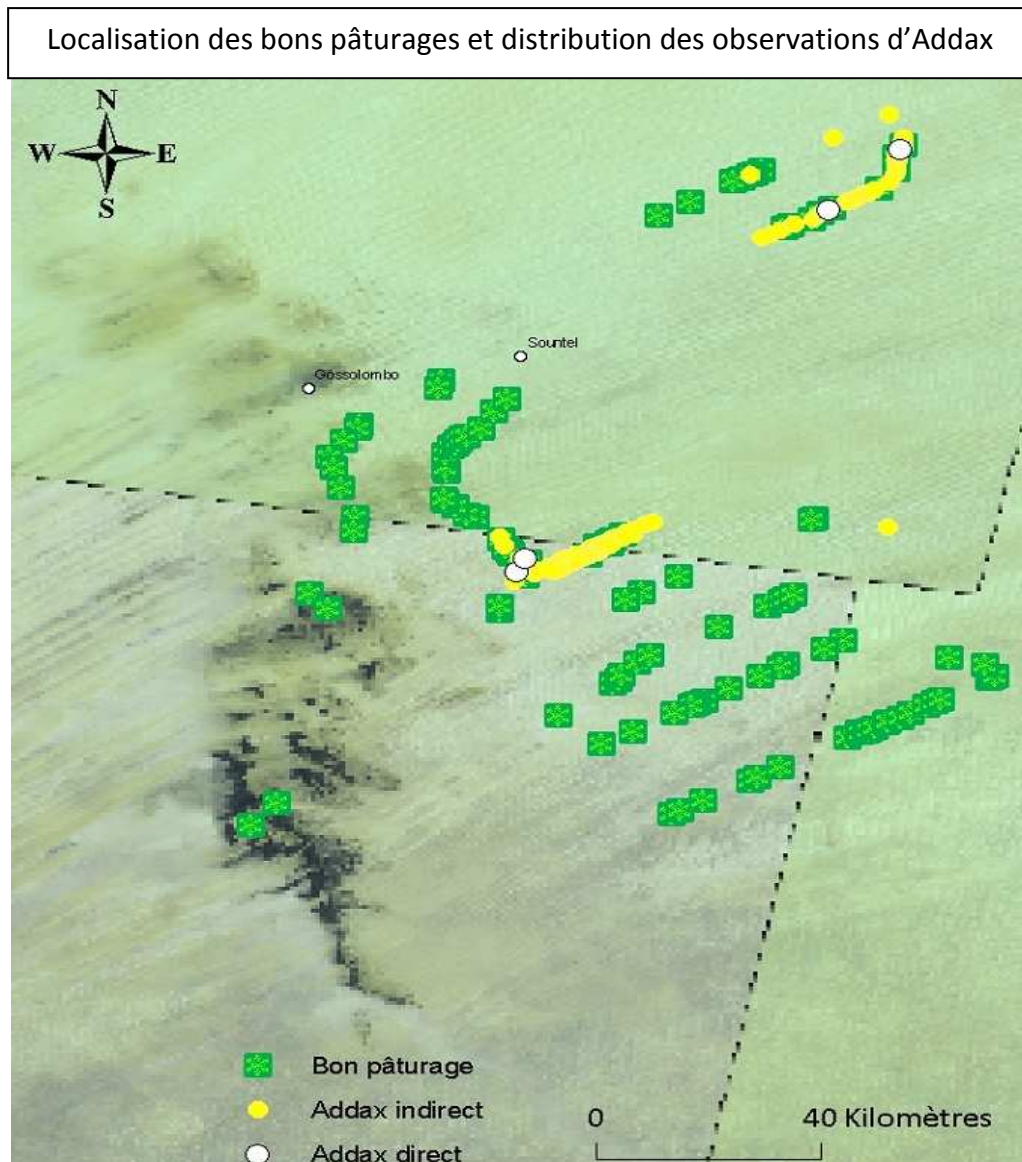 Localisation des bons pâturages et distribution des observations d'Addax
N
W E
S
Sountel
Gossolombo
Bon pâturage
Addax indirect
Addax direct
0 40 Kilomètres